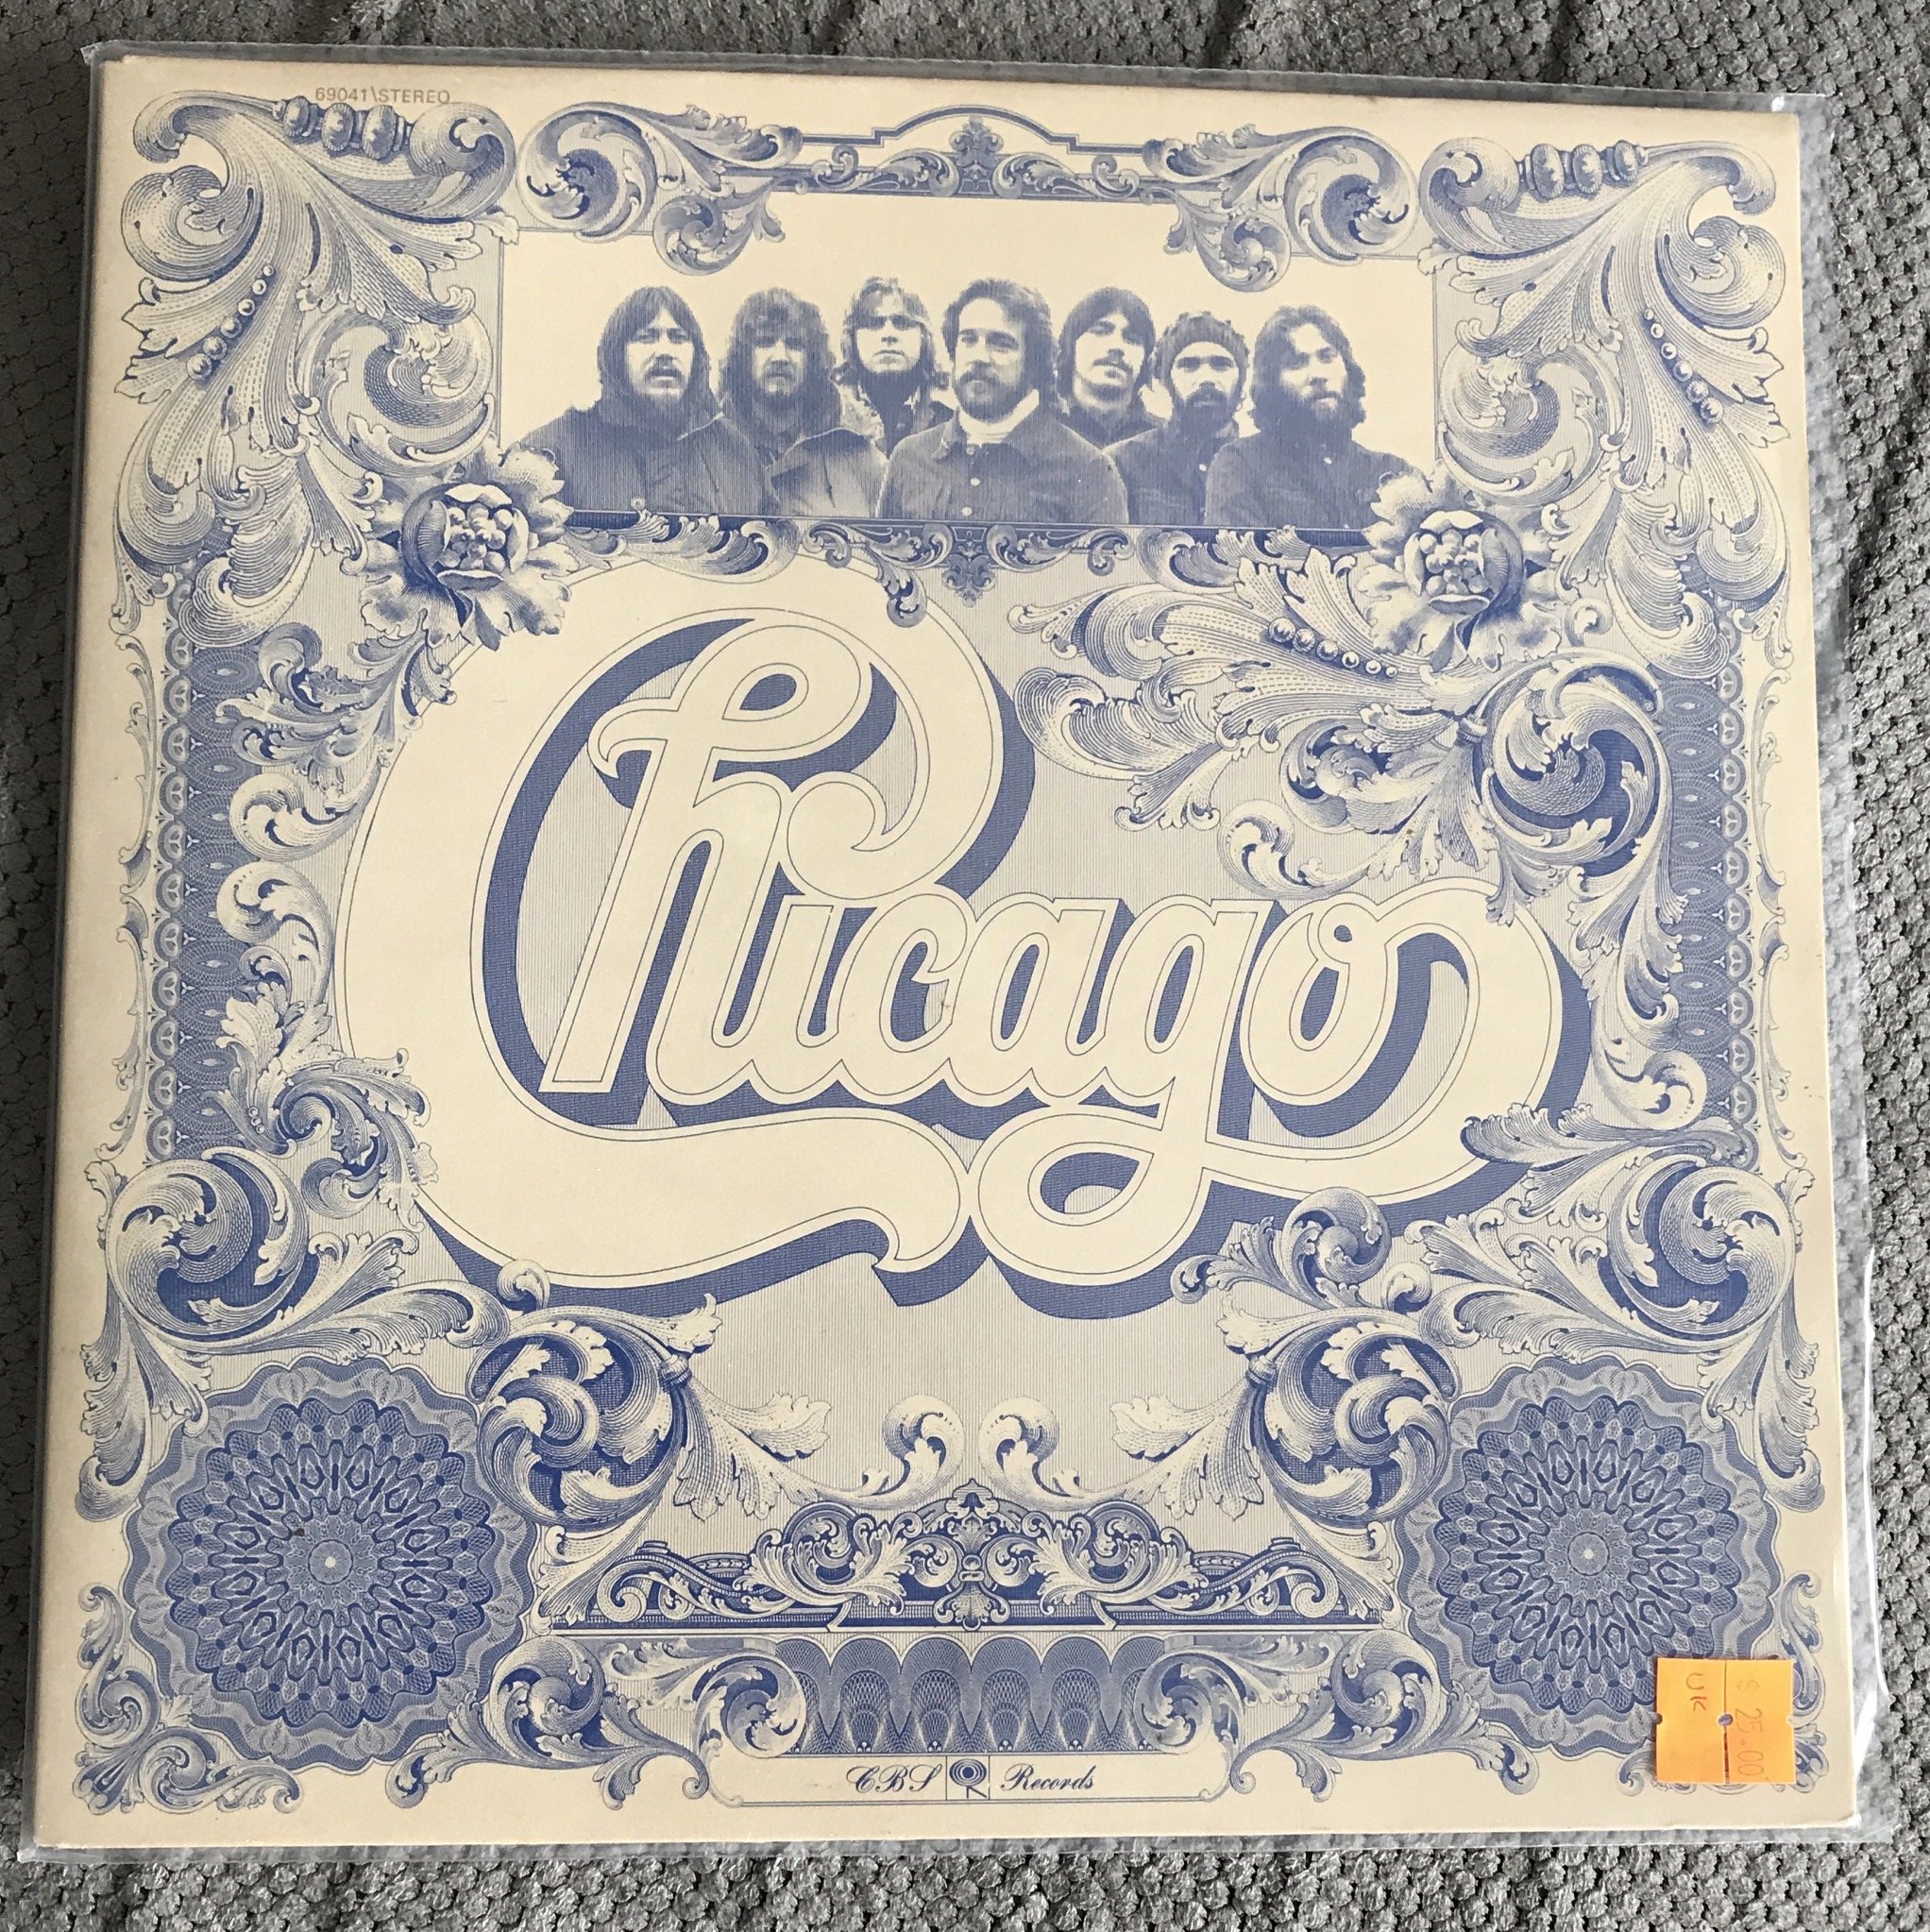 69041\STEREO
Chicago
UK
$ 25.00
CBS Records